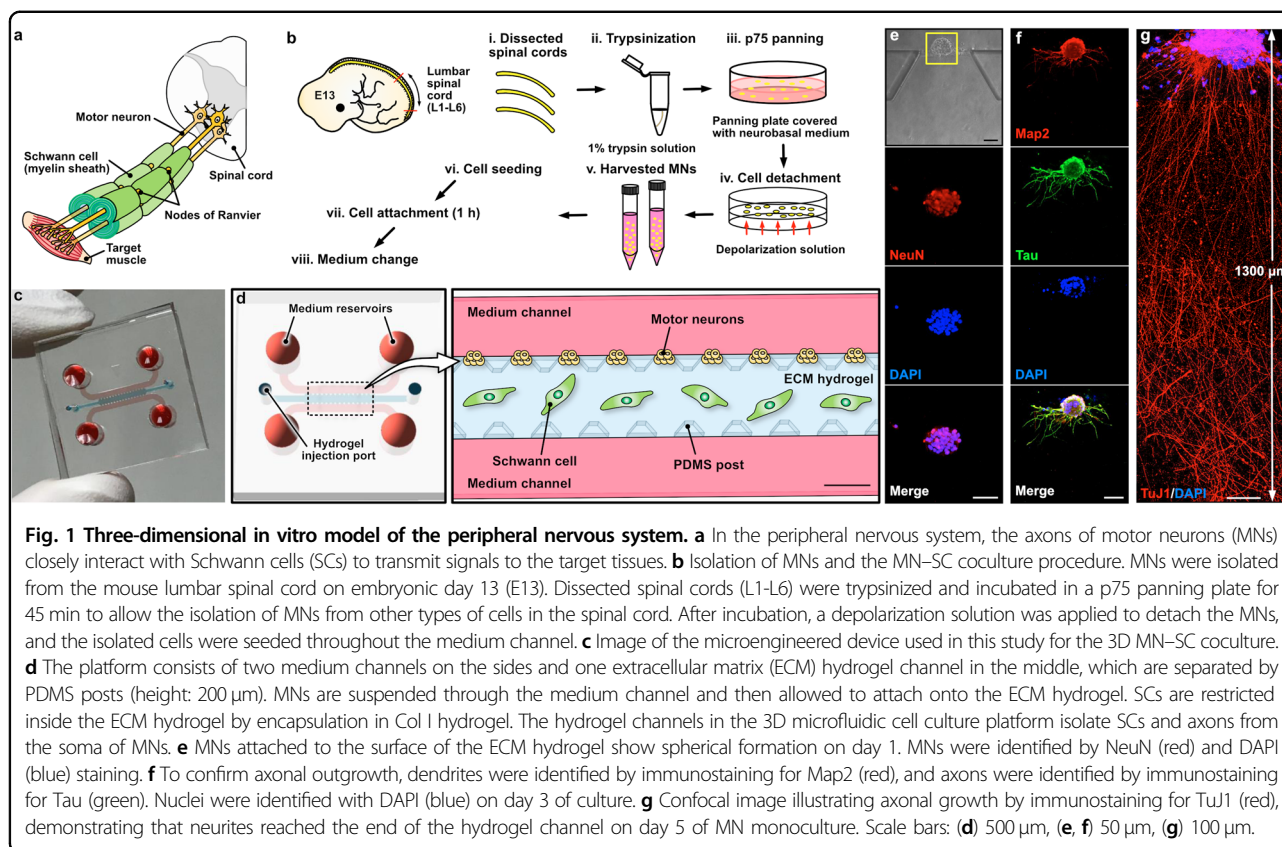 a
Motor neuron
Schwann cell
(myelin sheath)
Spinal cord
Nodes of Ranvier
Target
muscle
b
E13
Lumbar
spinal
cord
(L1-L6)
i. Dissected
spinal cords
ii. Trypsinization
1% trypsin solution
iii. p75 panning
Panning plate covered
with neurobasal medium
iv. Cell detachment
Depolarization solution
v. Harvested MNs
vi. Cell seeding
vii. Cell attachment (1 h)
viii. Medium change
c
d
Medium reservoirs
Hydrogel
injection port
Medium channel
Motor neurons
ECM hydrogel
Schwann cell
PDMS post
Medium channel
e
NeuN
DAPI
Merge
f
Map2
Tau
DAPI
Merge
g
1300 µm
TuJ1/DAPI
Fig. 1 Three-dimensional in vitro model of the peripheral nervous system. a In the peripheral nervous system, the axons of motor neurons (MNs)
closely interact with Schwann cells (SCs) to transmit signals to the target tissues. b Isolation of MNs and the MN–SC coculture procedure. MNs were isolated
from the mouse lumbar spinal cord on embryonic day 13 (E13). Dissected spinal cords (L1-L6) were trypsinized and incubated in a p75 panning plate for
45 min to allow the isolation of MNs from other types of cells in the spinal cord. After incubation, a depolarization solution was applied to detach the MNs,
and the isolated cells were seeded throughout the medium channel. c Image of the microengineered device used in this study for the 3D MN–SC coculture.
d The platform consists of two medium channels on the sides and one extracellular matrix (ECM) hydrogel channel in the middle, which are separated by
PDMS posts (height: 200 µm). MNs are suspended through the medium channel and then allowed to attach onto the ECM hydrogel. SCs are restricted
inside the ECM hydrogel by encapsulation in Col I hydrogel. The hydrogel channels in the 3D microfluidic cell culture platform isolate SCs and axons from
the soma of MNs. e MNs attached to the surface of the ECM hydrogel show spherical formation on day 1. MNs were identified by NeuN (red) and DAPI
(blue) staining. f To confirm axonal outgrowth, dendrites were identified by immunostaining for Map2 (red), and axons were identified by immunostaining
for Tau (green). Nuclei were identified with DAPI (blue) on day 3 of culture. g Confocal image illustrating axonal growth by immunostaining for TuJ1 (red),
demonstrating that neurites reached the end of the hydrogel channel on day 5 of MN monoculture. Scale bars: (d) 500 µm, (e, f) 50 µm, (g) 100 µm.